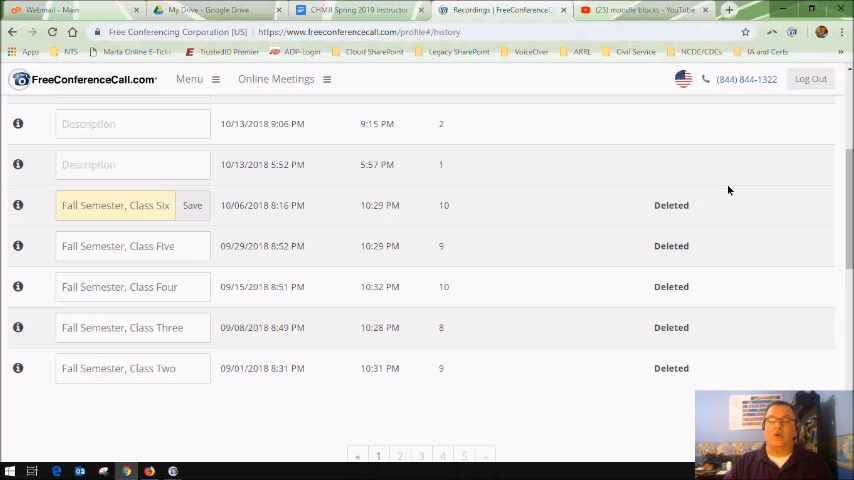 Webmail - Main
My Drive - Google Drive
CHMJI Spring 2019 Instructor
Recordings | FreeConferenceC
(25) moodle blocks - YouTube
Free Conferencing Corporation [US]
https://www.freeconferencecall.com/profile#/history
Apps
NTS
Marta Online E-Ticke
TrustedID Premier
ADP-Login
Cloud SharePoint
Legacy SharePoint
VoiceOver
ARRL
Civil Service
NCDC/CDCs
IA and Certs
FreeConferenceCall.com
Menu
Online Meetings
(844) 844-1322
Log Out
Description 10/13/2018 9:06 PM 9:15 PM 2
Description 10/13/2018 5:52 PM 5:57 PM 1
Fall Semester, Class Six Save 10/06/2018 8:16 PM 10:29 PM 10 Deleted
Fall Semester, Class Five 09/29/2018 8:52 PM 10:29 PM 9 Deleted
Fall Semester, Class Four 09/15/2018 8:51 PM 10:32 PM 10 Deleted
Fall Semester, Class Three 09/08/2018 8:49 PM 10:28 PM 8 Deleted
Fall Semester, Class Two 09/01/2018 8:31 PM 10:31 PM 9 Deleted
« 1 2 3 4 5 »